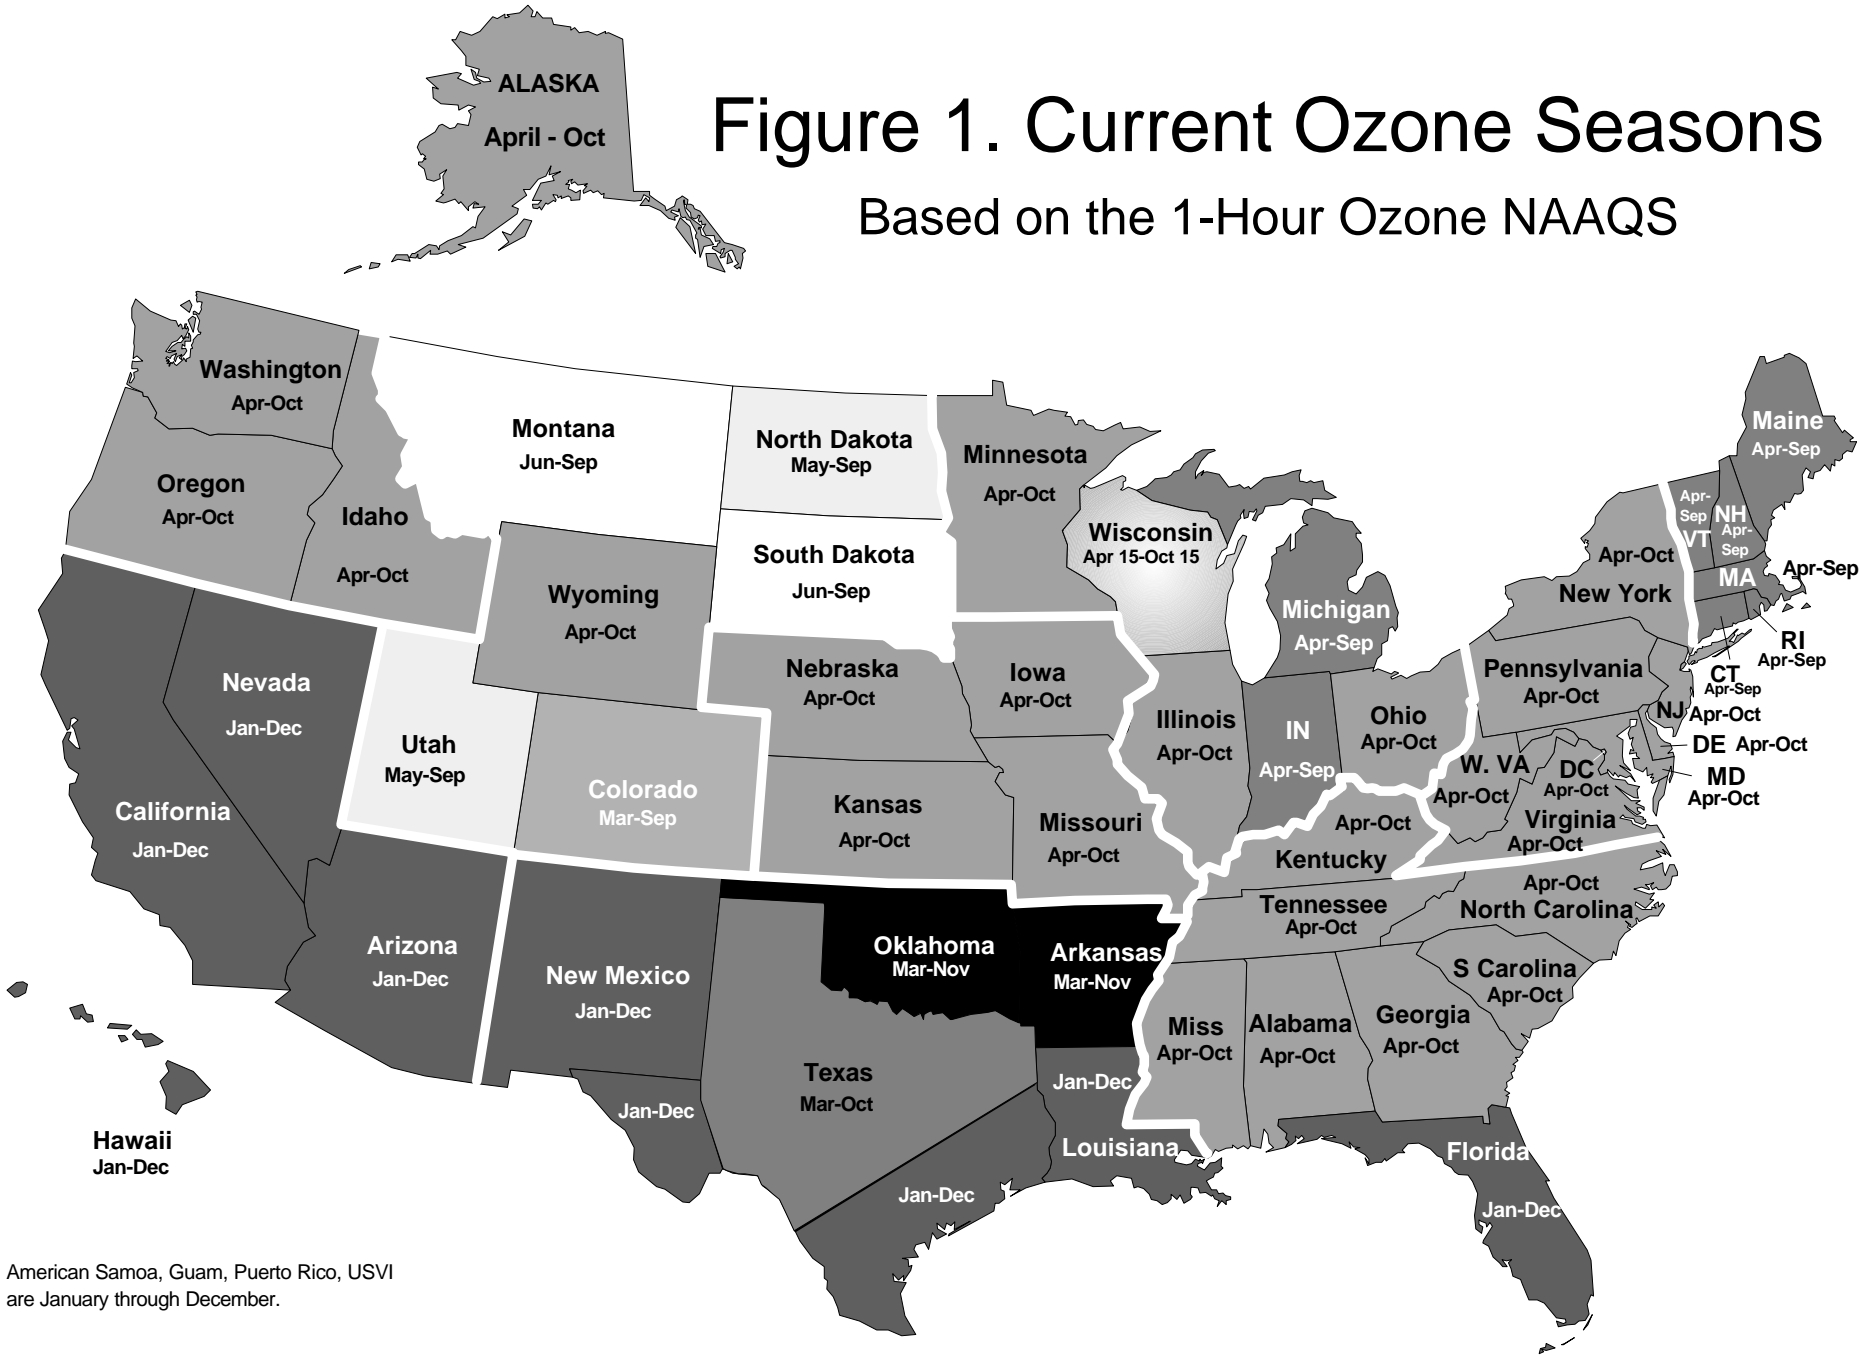 ALASKA
April - Oct
Figure 1. Current Ozone Seasons
Based on the 1-Hour Ozone NAAQS
Washington
Apr-Oct
Oregon
Apr-Oct
Idaho
Apr-Oct
Montana
Jun-Sep
North Dakota
May-Sep
South Dakota
Jun-Sep
Wyoming
Apr-Oct
Minnesota
Apr-Oct
Wisconsin
Apr 15-Oct 15
Michigan
Apr-Sep
Maine
Apr-Sep
Apr-
Sep
VT
NH
Apr-
Sep
MA
Apr-Sep
RI
Apr-Sep
CT
Apr-Sep
Apr-Oct
New York
Pennsylvania
Apr-Oct
NJ Apr-Oct
DE Apr-Oct
MD
Apr-Oct
DC
Apr-Oct
W. VA
Apr-Oct
Virginia
Apr-Oct
Nevada
Jan-Dec
California
Jan-Dec
Utah
May-Sep
Colorado
Mar-Sep
Nebraska
Apr-Oct
Kansas
Apr-Oct
Iowa
Apr-Oct
Missouri
Apr-Oct
Illinois
Apr-Oct
IN
Apr-Sep
Ohio
Apr-Oct
Apr-Oct
Kentucky
Tennessee
Apr-Oct
Apr-Oct
North Carolina
S Carolina
Apr-Oct
Georgia
Apr-Oct
Alabama
Apr-Oct
Miss
Apr-Oct
Arizona
Jan-Dec
New Mexico
Jan-Dec
Oklahoma
Mar-Nov
Arkansas
Mar-Nov
Texas
Mar-Oct
Jan-Dec
Jan-Dec
Jan-Dec
Louisiana
Florida
Jan-Dec
Hawaii
Jan-Dec
American Samoa, Guam, Puerto Rico, USVI
are January through December.